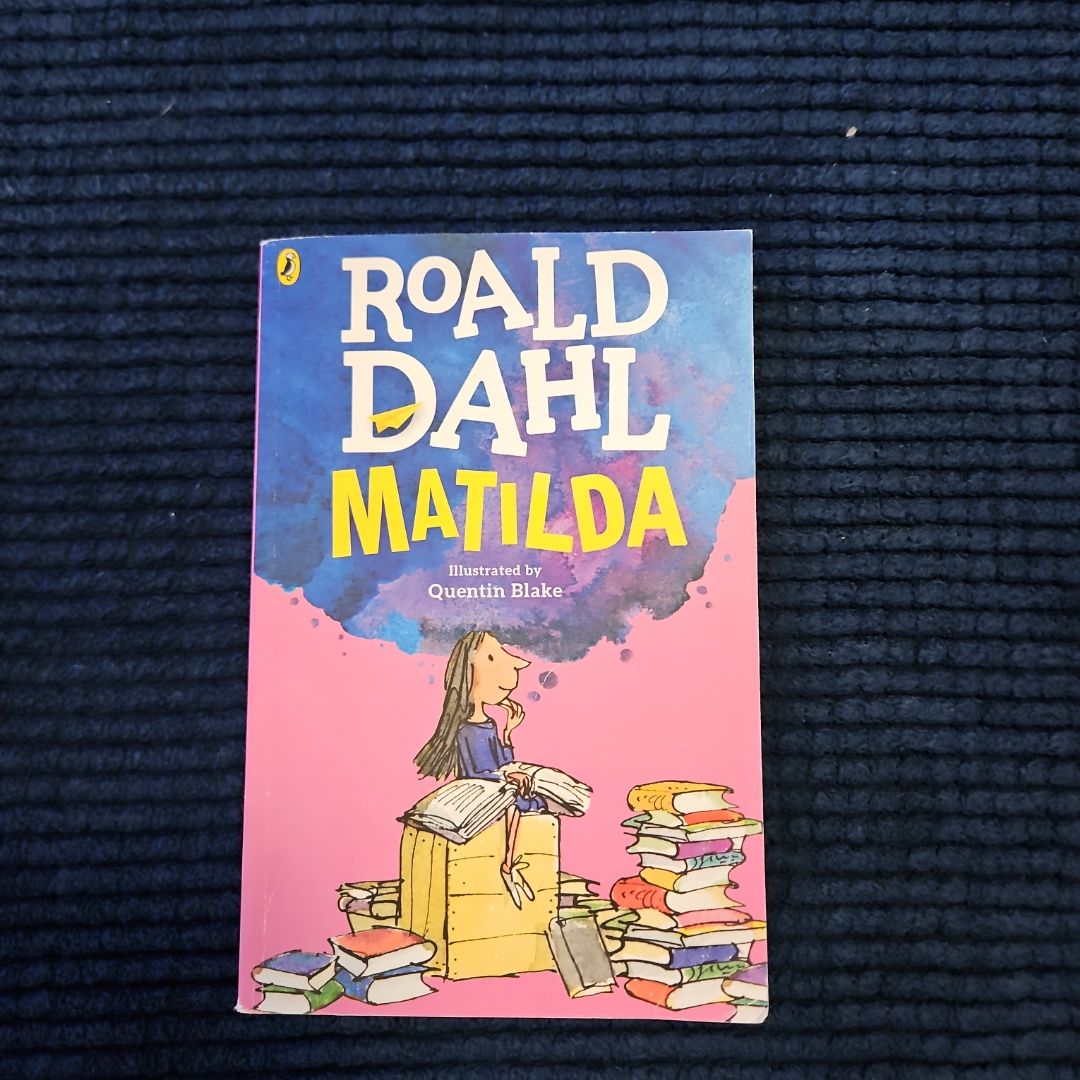 ROALD
DAHL
MATILDA
Illustrated by
Quentin Blake